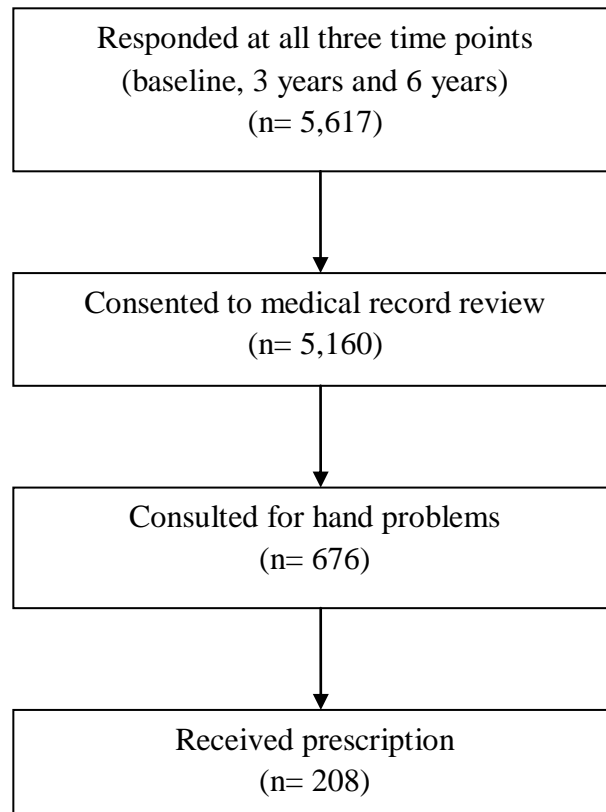 Responded at all three time points
(baseline, 3 years and 6 years)
(n= 5,617)
Consented to medical record review
(n= 5,160)
Consulted for hand problems
(n= 676)
Received prescription
(n= 208)